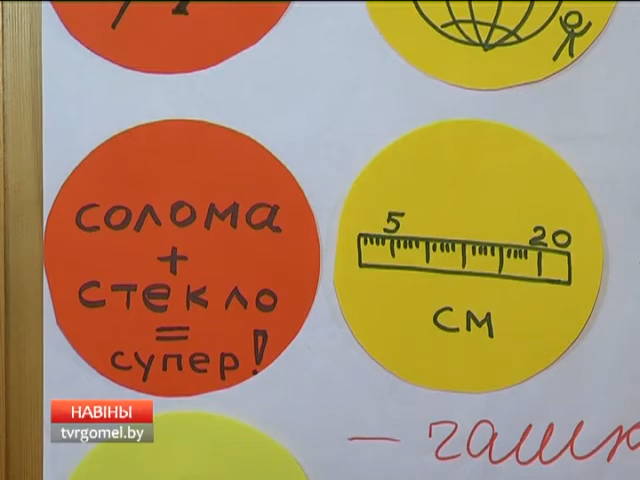 солома
+
стекло
=
супер!
5 20
см
НАВІНЫ
tvrgomel.by